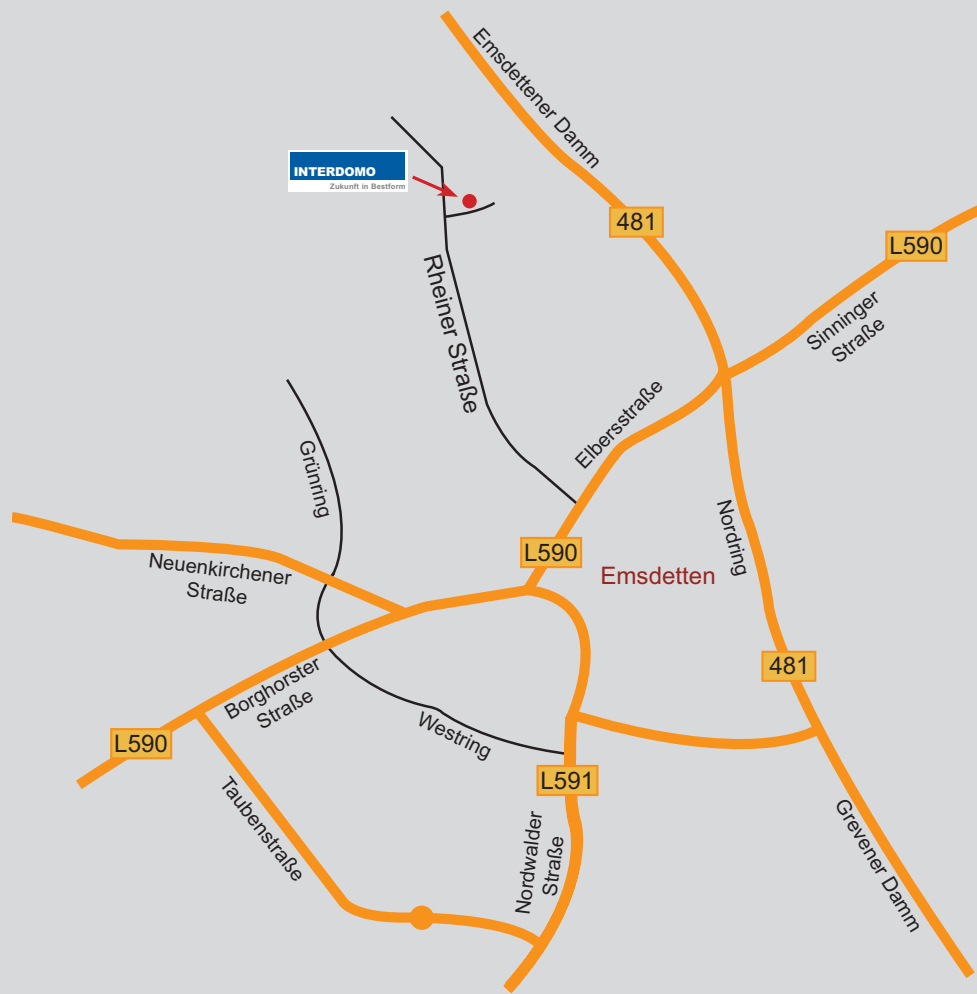 Emsdettener Damm
INTERDOMO
Zukunft in Bestform
481
L590
Rheiner Straße
Sinninger
Straße
Elbersstraße
Grünring
Nordring
L590
Neuenkirchener
Straße
Emsdetten
481
Borghorster
Straße
Westring
L590
L591
Taubenstraße
Nordwalder
Straße
Grevener Damm